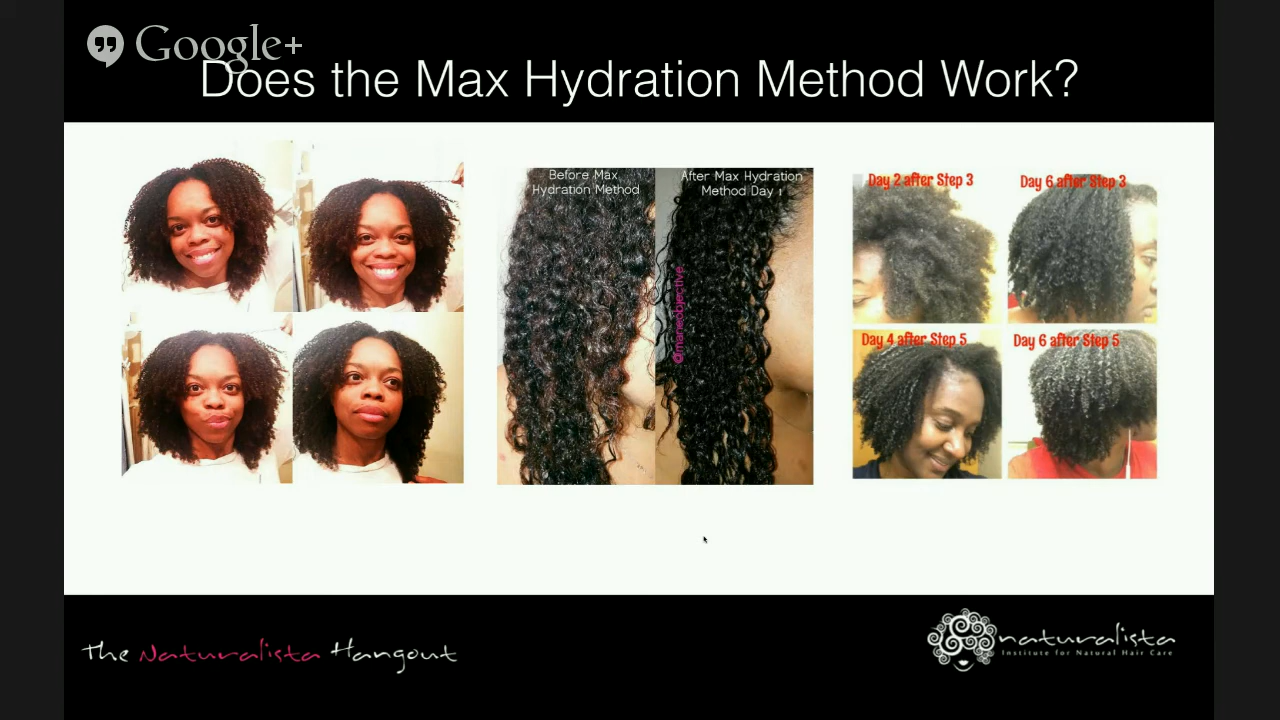 Google+
Does the Max Hydration Method Work?
Before Max
Hydration Method
After Max Hydration
Method Day 1
@maneobjective
Day 2 after Step 3
Day 6 after Step 3
Day 4 after Step 5
Day 6 after Step 5
The Naturalista Hangout
naturalista
Institute for Natural Hair Care